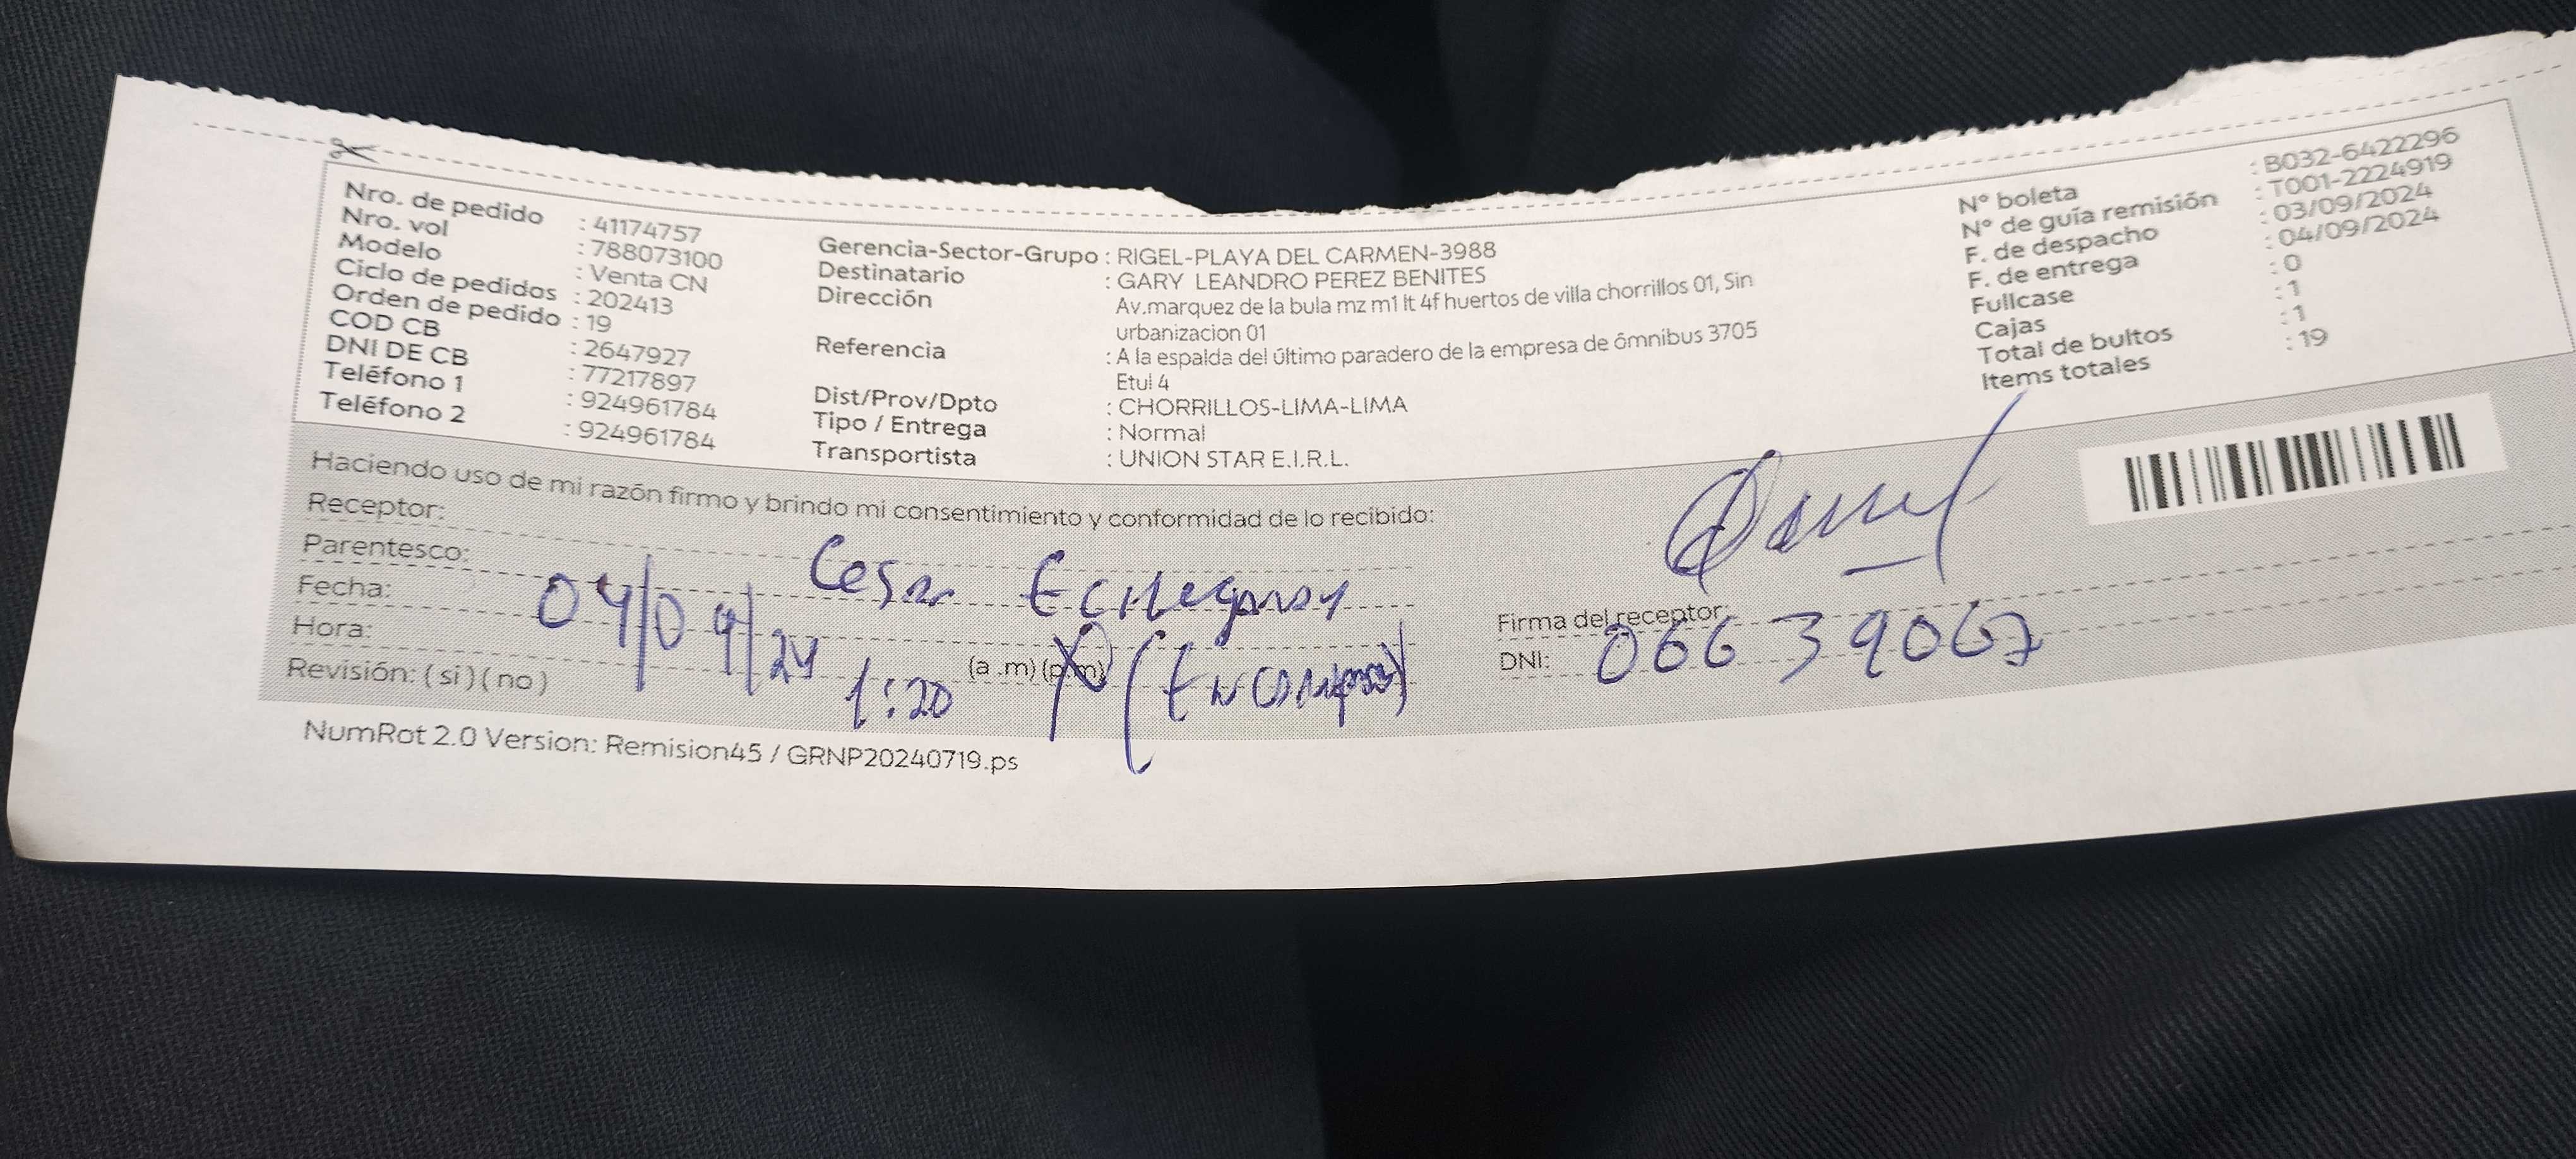 Nro. de pedido : 41174757
Nro. vol : 788073100
Modelo : Venta CN
Ciclo de pedidos : 202413
Orden de pedido : 19
COD CB : 2647927
DNI DE CB : 77217897
Teléfono 1 : 924961784
Teléfono 2 : 924961784
Gerencia-Sector-Grupo : RIGEL-PLAYA DEL CARMEN-3988
Destinatario : GARY LEANDRO PEREZ BENITES
Dirección Av.marquez de la bula mz m1 lt 4f huertos de villa chorrillos 01, Sin
urbanizacion 01
Referencia : A la espalda del último paradero de la empresa de ómnibus 3705
Etul 4
Dist/Prov/Dpto : CHORRILLOS-LIMA-LIMA
Tipo / Entrega : Normal
Transportista : UNION STAR E.I.R.L.
N° boleta : B032-6422296
N° de guía remisión : T001-2224919
F. de despacho : 03/09/2024
F. de entrega : 04/09/2024
Fullcase : 0
Cajas : 1
Total de bultos : 1
Items totales : 19
Haciendo uso de mi razón firmo y brindo mi consentimiento y conformidad de lo recibido:
Receptor:
Parentesco: Cesar Echegaray
Fecha: 04/09/24
Hora: 1:20 (a.m) (p.m)
Revisión: ( si ) ( no )
Firma del receptor:
DNI: 06639067
NumRot 2.0 Version: Remision45 / GRNP20240719.ps